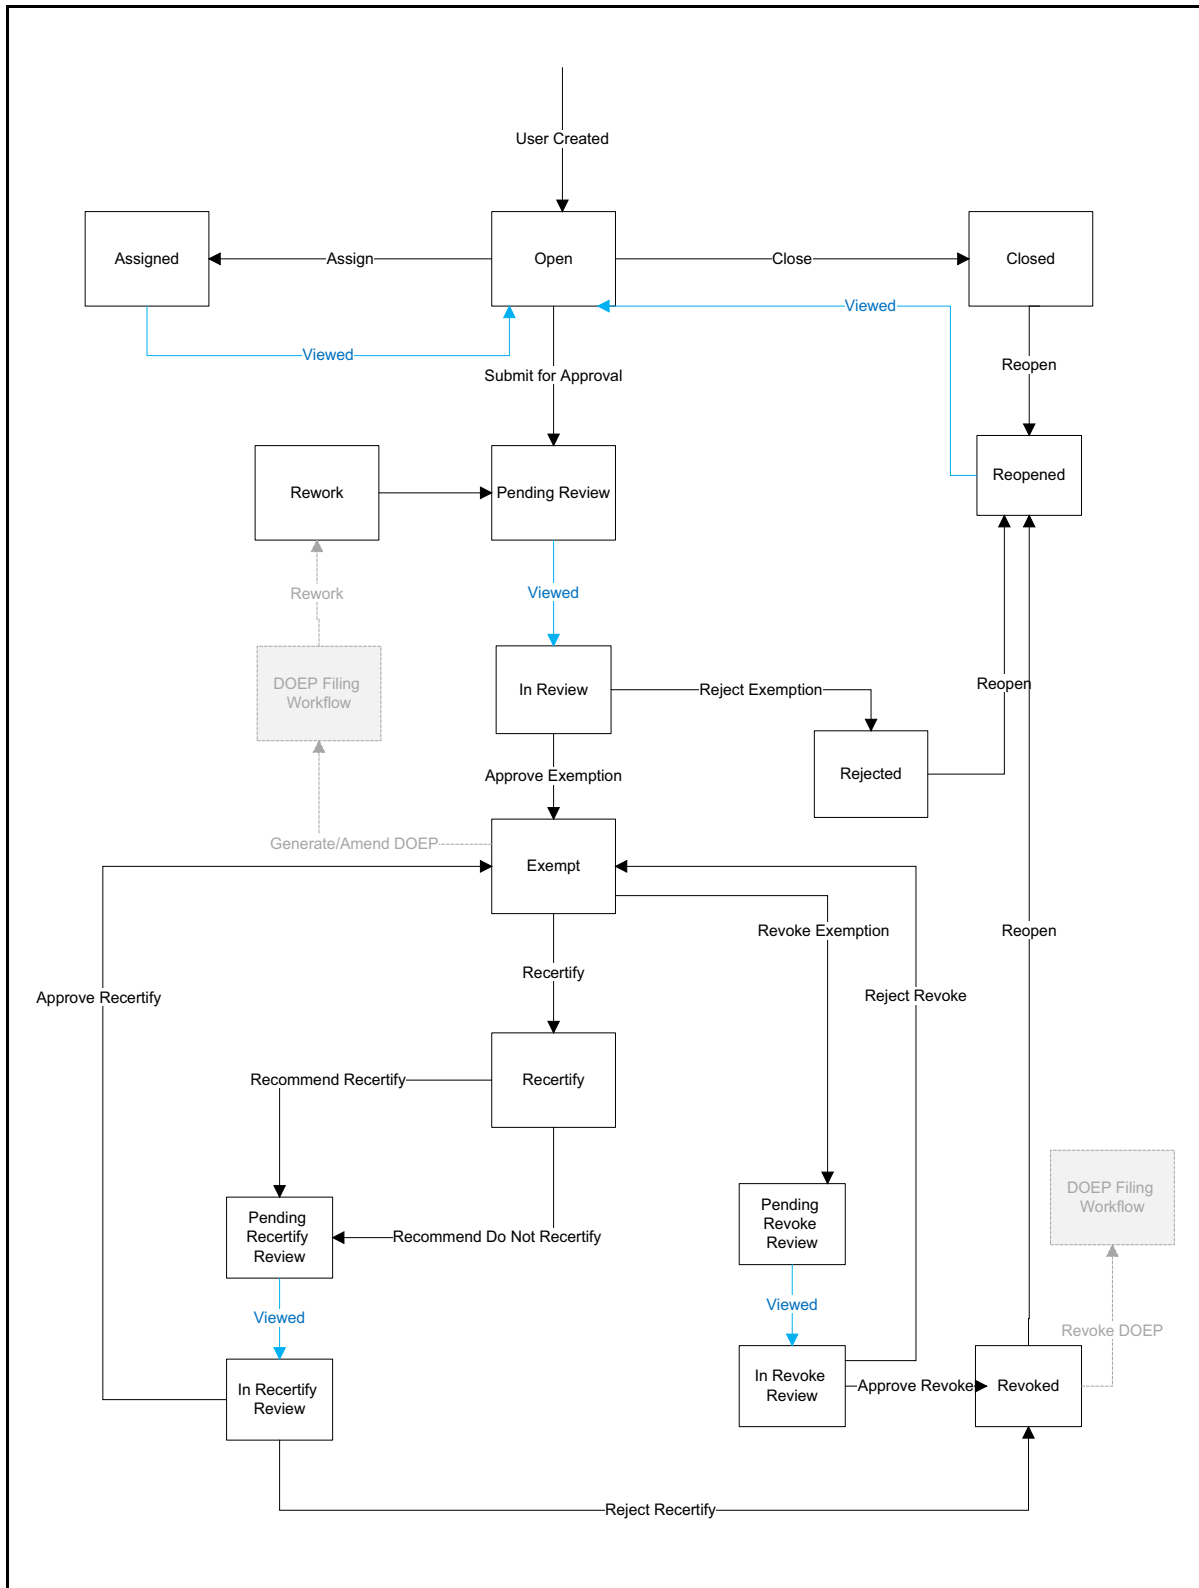 User Created
Assigned
Assign
Open
Close
Closed
Viewed
Viewed
Reopen
Submit for Approval
Rework
Pending Review
Reopened
Rework
Viewed
DOEP Filing
Workflow
In Review
Reject Exemption
Reopen
Approve Exemption
Rejected
Generate/Amend DOEP
Exempt
Revoke Exemption
Reopen
Recertify
Approve Recertify
Reject Revoke
Recommend Recertify
Recertify
DOEP Filing
Workflow
Pending
Recertify
Review
Recommend Do Not Recertify
Pending
Revoke
Review
Viewed
Viewed
Revoke DOEP
In Recertify
Review
In Revoke
Review
Approve Revoke
Revoked
Reject Recertify